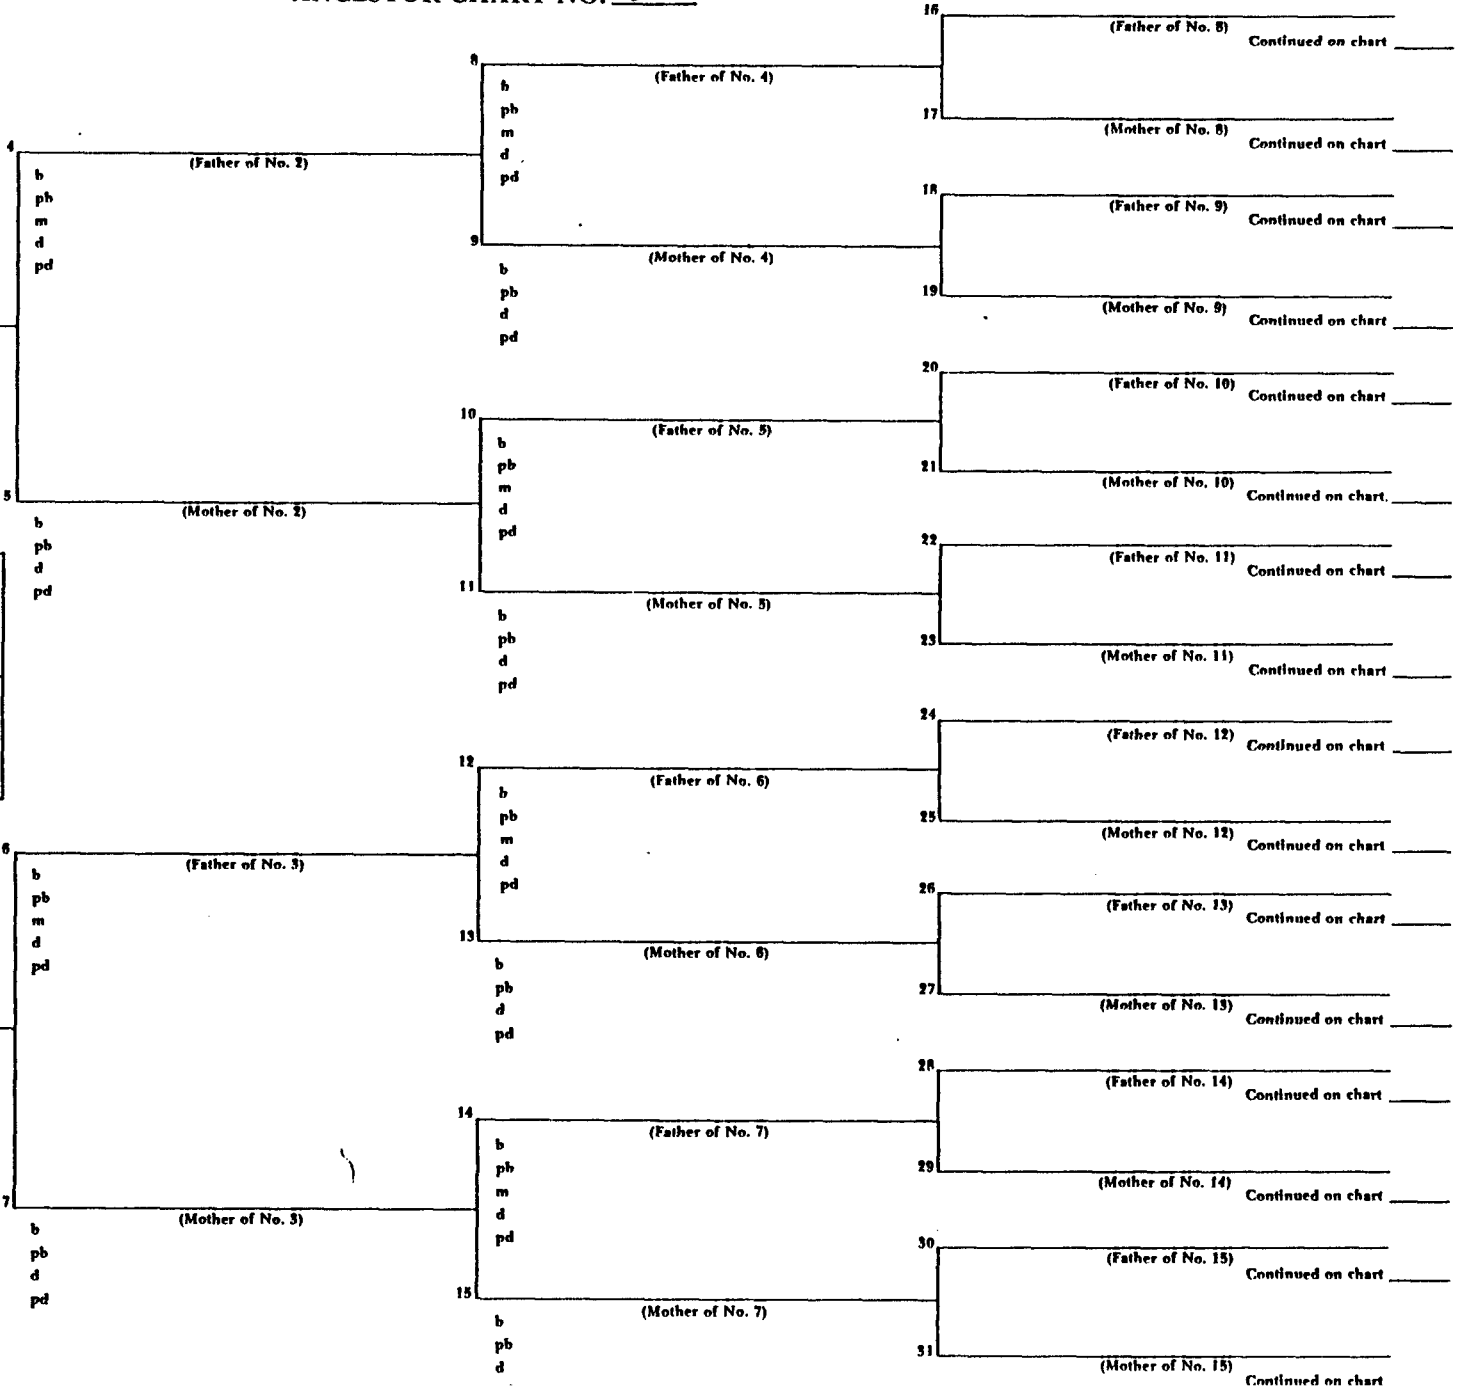 ANCESTOR CHART NO.
16
(Father of No. 8)
Continued on chart
8
(Father of No. 4)
b
pb
m
d
pd
17
(Mother of No. 8)
Continued on chart
4
(Father of No. 2)
b
pb
m
d
pd
18
(Father of No. 9)
Continued on chart
9
(Mother of No. 4)
b
pb
d
pd
19
(Mother of No. 9)
Continued on chart
20
(Father of No. 10)
Continued on chart
10
(Father of No. 5)
b
pb
m
d
pd
21
(Mother of No. 10)
Continued on chart
5
(Mother of No. 2)
b
pb
d
pd
22
(Father of No. 11)
Continued on chart
11
(Mother of No. 5)
b
pb
d
pd
23
(Mother of No. 11)
Continued on chart
24
(Father of No. 12)
Continued on chart
12
(Father of No. 6)
b
pb
m
d
pd
25
(Mother of No. 12)
Continued on chart
6
(Father of No. 3)
b
pb
m
d
pd
26
(Father of No. 13)
Continued on chart
13
(Mother of No. 6)
b
pb
d
pd
27
(Mother of No. 13)
Continued on chart
28
(Father of No. 14)
Continued on chart
14
(Father of No. 7)
b
pb
m
d
pd
29
(Mother of No. 14)
Continued on chart
7
(Mother of No. 3)
b
pb
d
pd
30
(Father of No. 15)
Continued on chart
15
(Mother of No. 7)
b
pb
d
31
(Mother of No. 15)
Continued on chart